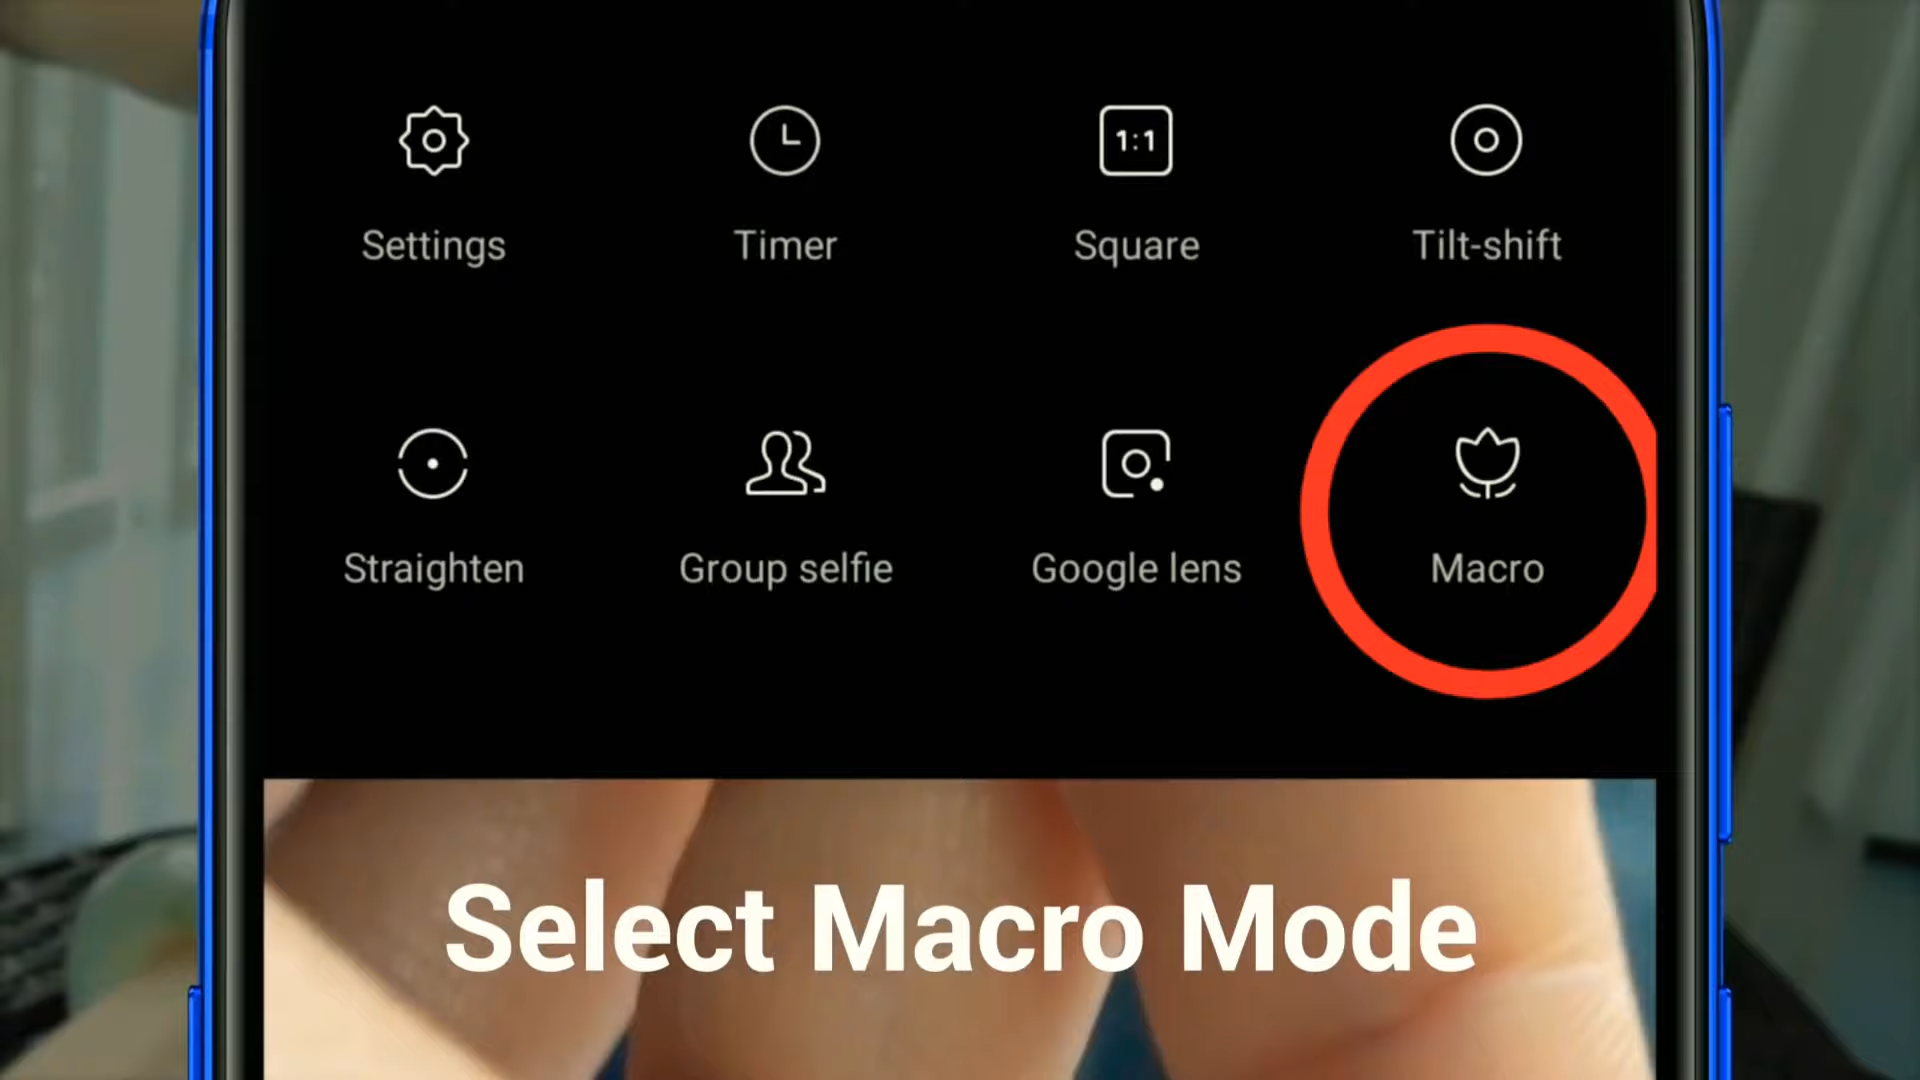 1:1
Settings
Timer
Square
Tilt-shift
Straighten
Group selfie
Google lens
Macro
Select Macro Mode